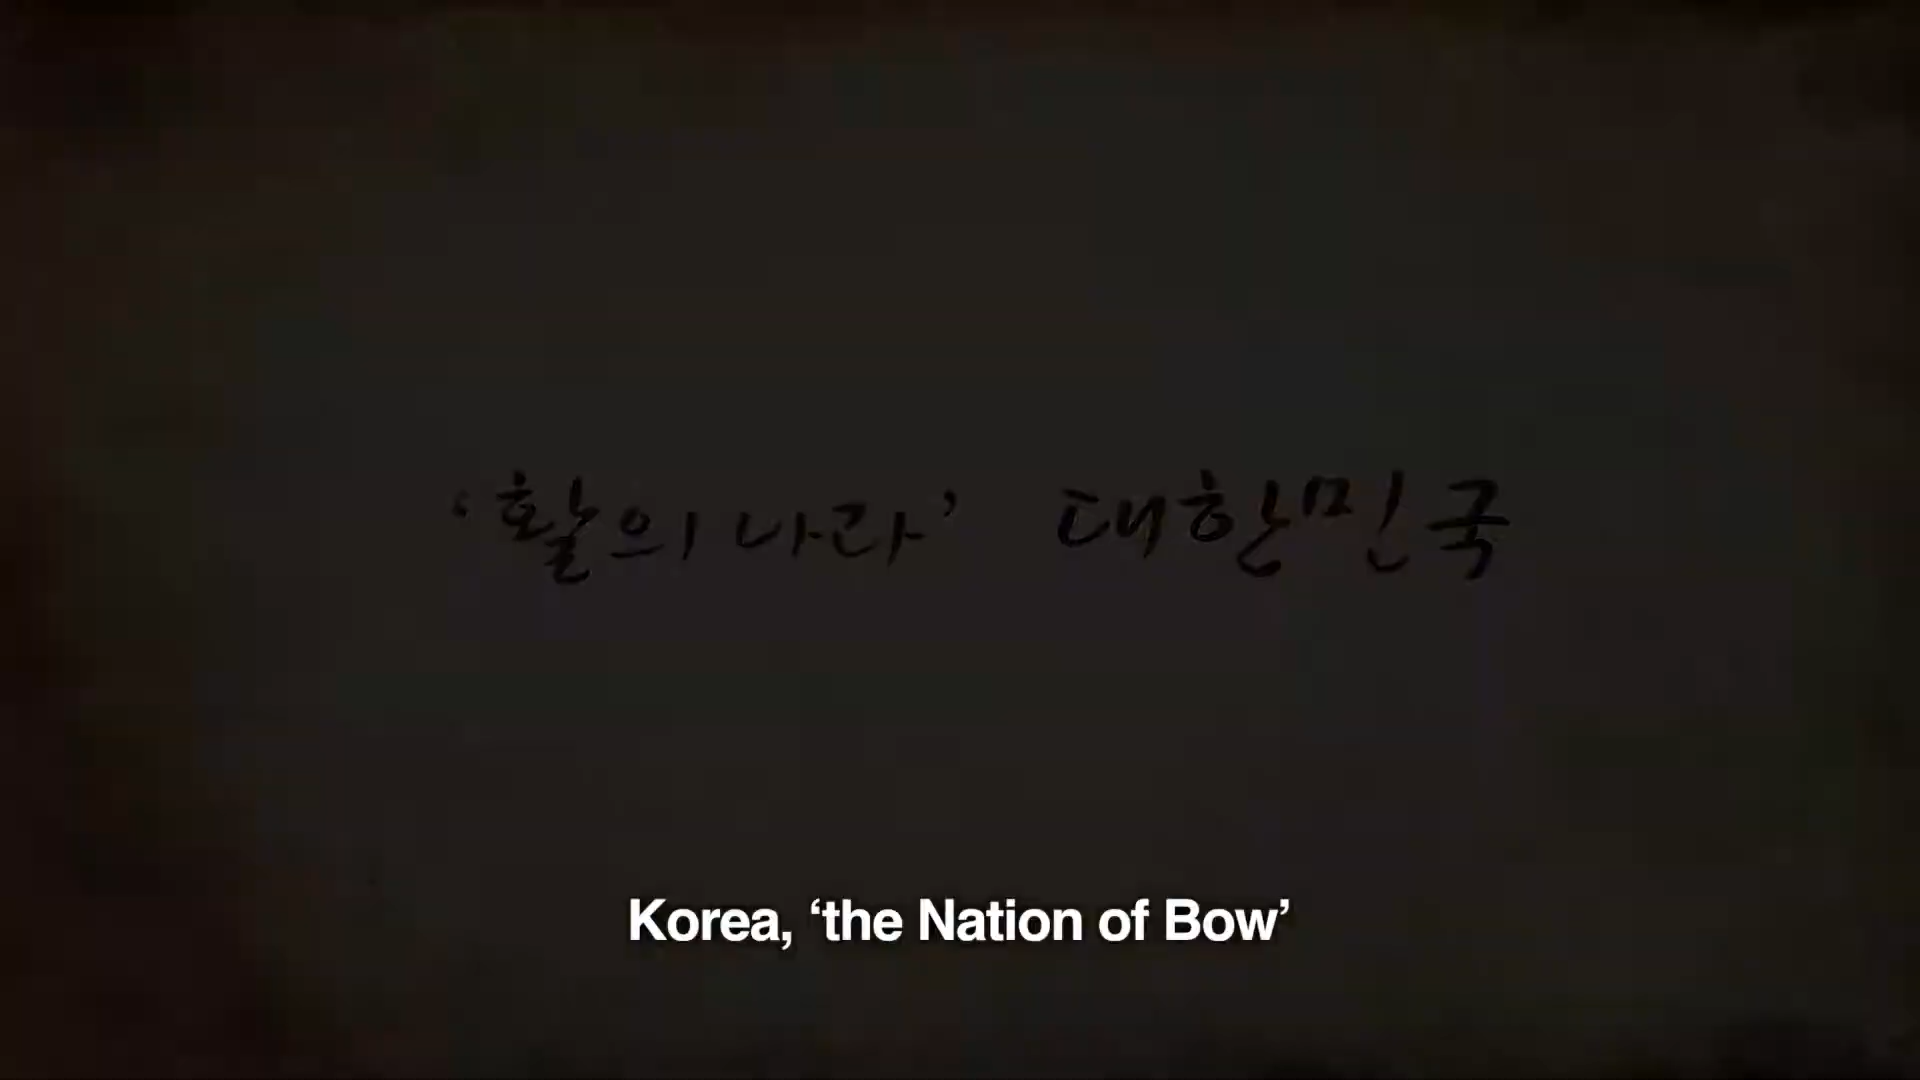 ‘활의 나라’ 대한민국
Korea, ‘the Nation of Bow’